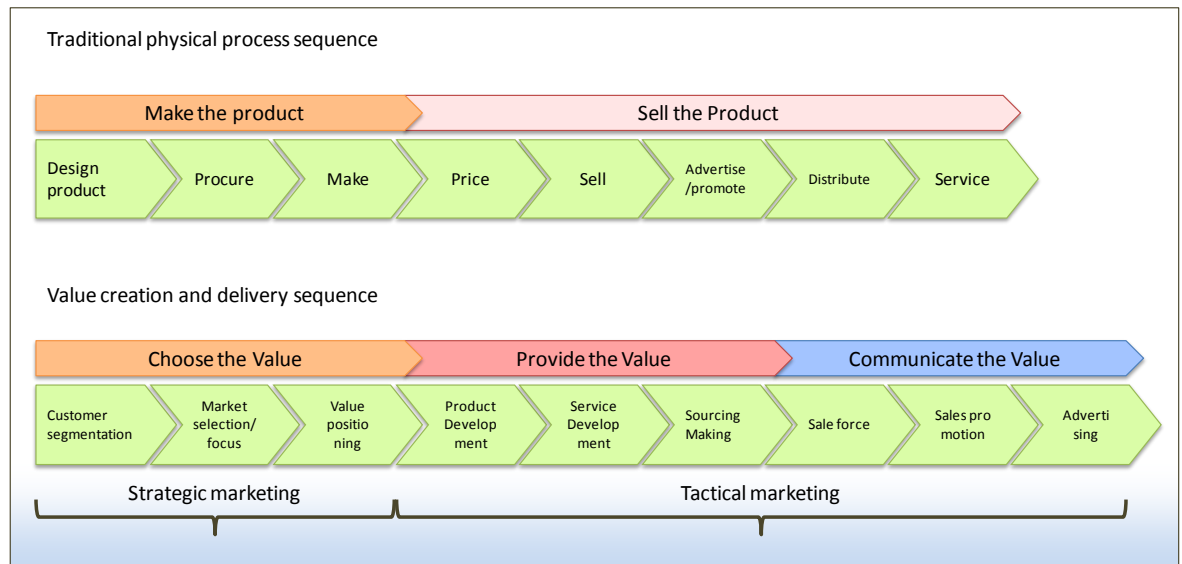 Traditional physical process sequence
Make the product
Sell the Product
Design
product
Procure
Make
Price
Sell
Advertise
/promote
Distribute
Service
Value creation and delivery sequence
Choose the Value
Provide the Value
Communicate the Value
Customer
segmentation
Market
selection/
focus
Value
positio
ning
Product
Develop
ment
Service
Develop
ment
Sourcing
Making
Sale force
Sales pro
motion
Adverti
sing
Strategic marketing
Tactical marketing